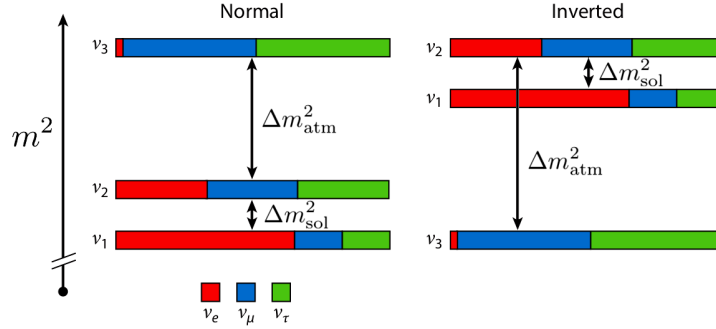 Normal
Inverted
m²
ν₃
Δm²atm
ν₂
Δm²sol
ν₁
ν₂
Δm²sol
ν₁
Δm²atm
ν₃
νe νμ ντ